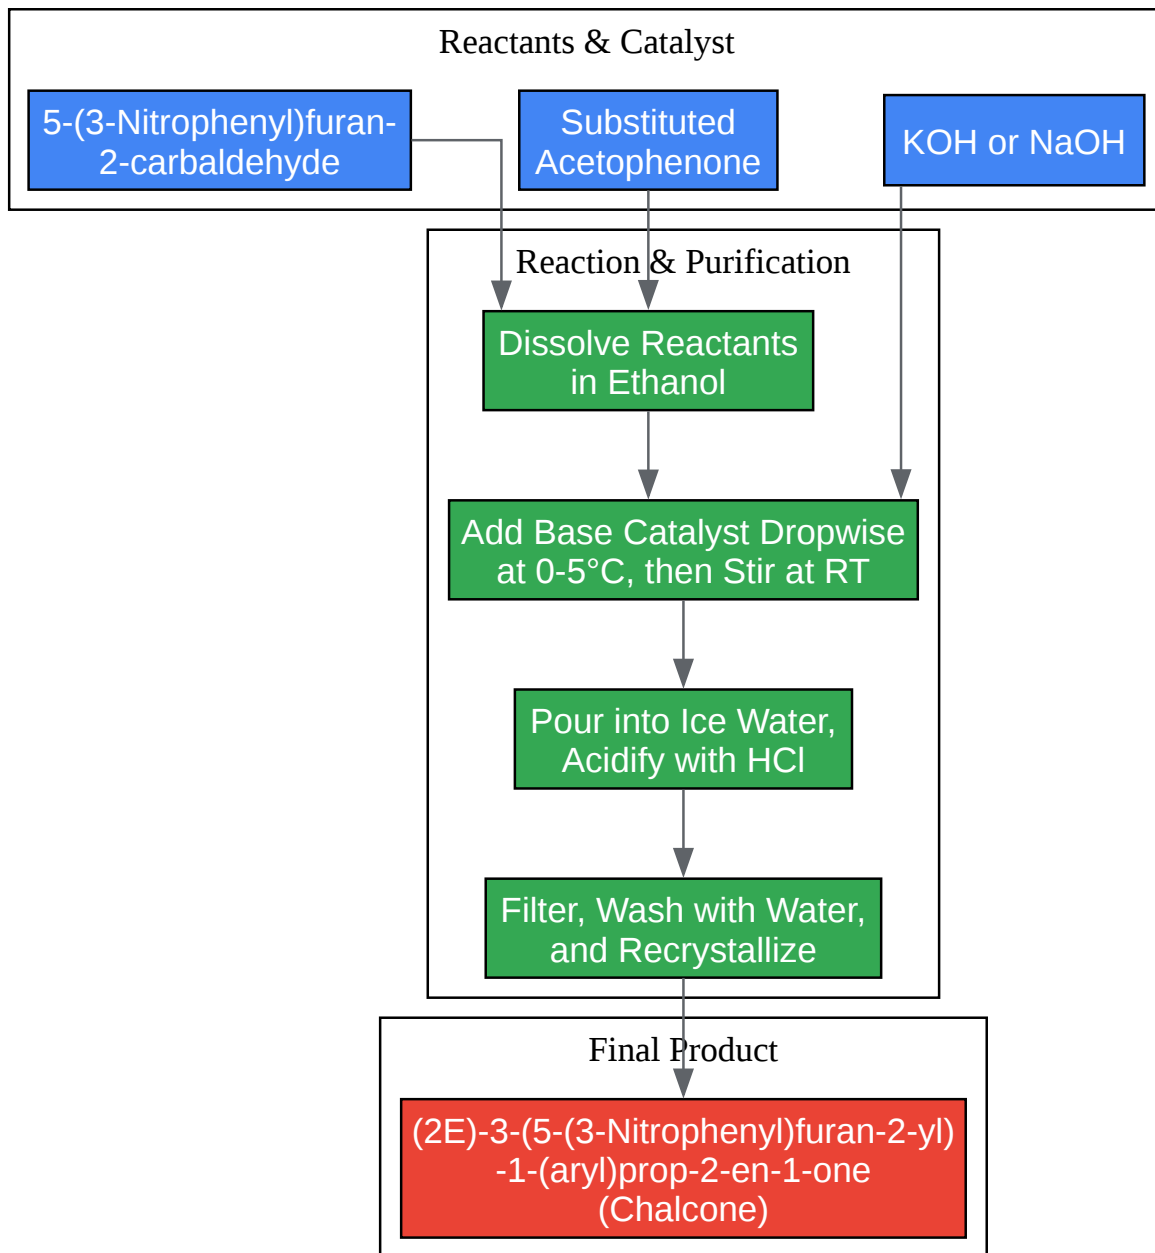 Reactants & Catalyst
5-(3-Nitrophenyl)furan-
2-carbaldehyde
Substituted
Acetophenone
KOH or NaOH
Reaction & Purification
Dissolve Reactants
in Ethanol
Add Base Catalyst Dropwise
at 0-5°C, then Stir at RT
Pour into Ice Water,
Acidify with HCl
Filter, Wash with Water,
and Recrystallize
Final Product
(2E)-3-(5-(3-Nitrophenyl)furan-2-yl)
-1-(aryl)prop-2-en-1-one
(Chalcone)